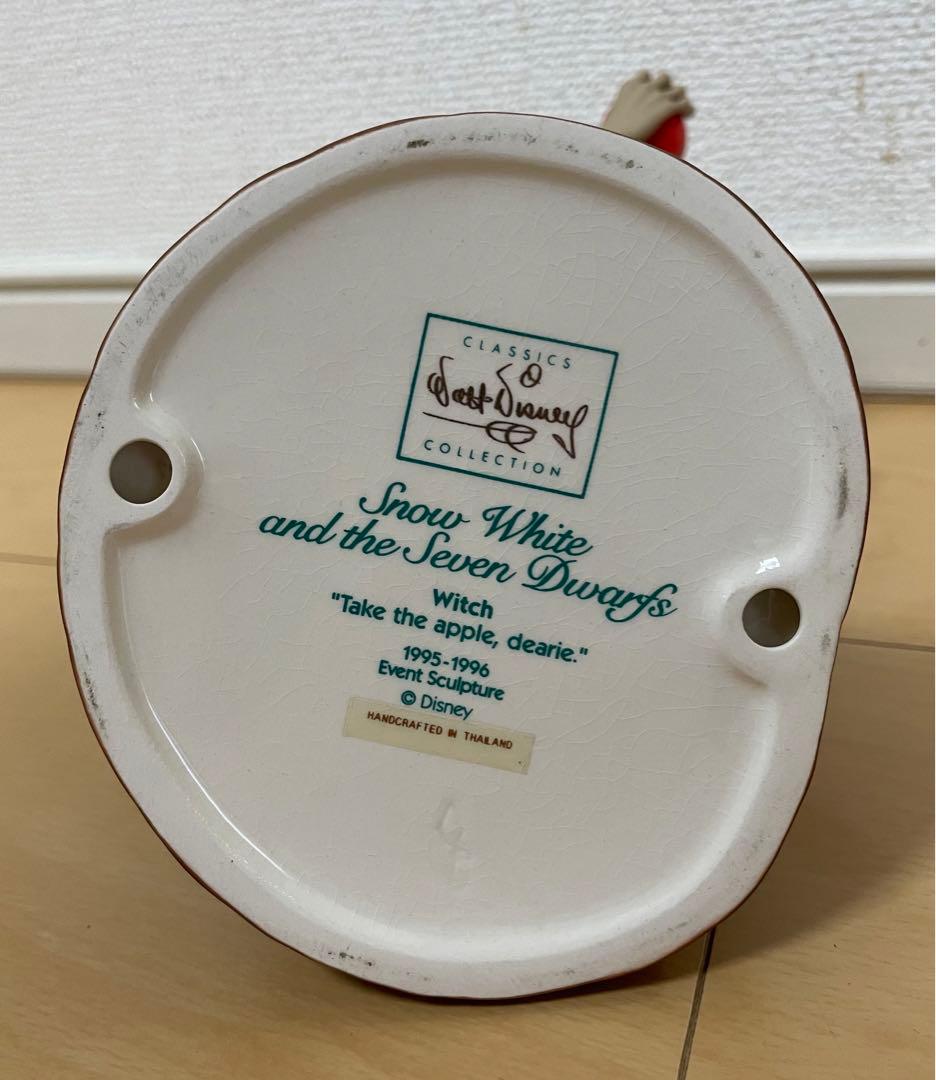 CLASSICS
Walt Disney
COLLECTION
Snow White
and the Seven Dwarfs
Witch
"Take the apple, dearie."
1995-1996
Event Sculpture
© Disney
HANDCRAFTED IN THAILAND